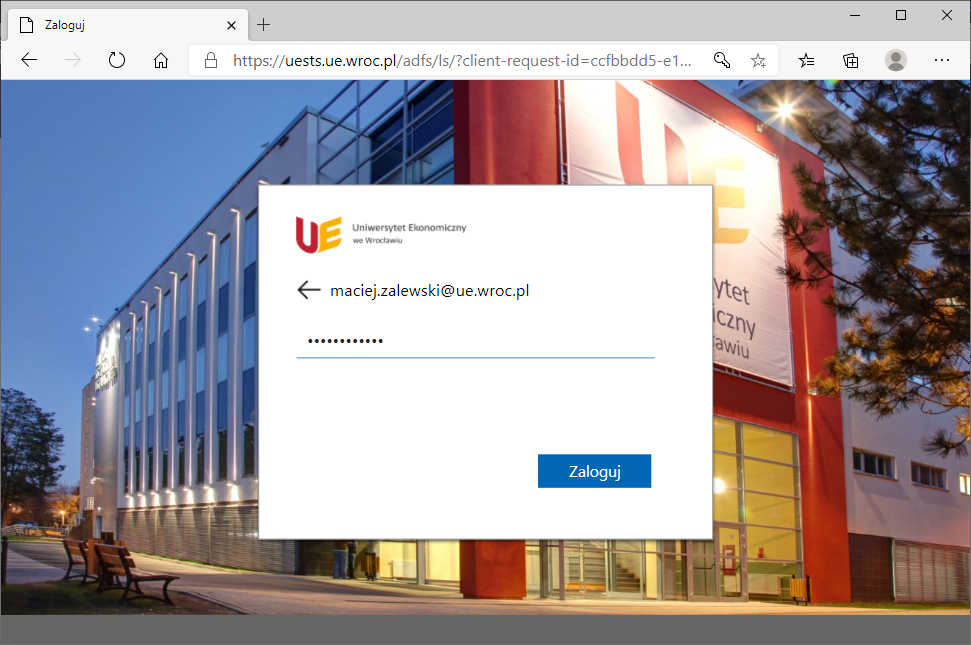 Zaloguj
https://uests.ue.wroc.pl/adfs/ls/?client-request-id=ccfbbdd5-e1...
UE
UE Uniwersytet Ekonomiczny
we Wrocławiu
maciej.zalewski@ue.wroc.pl
••••••••••••
ytet
iczny
ławiu
Zaloguj